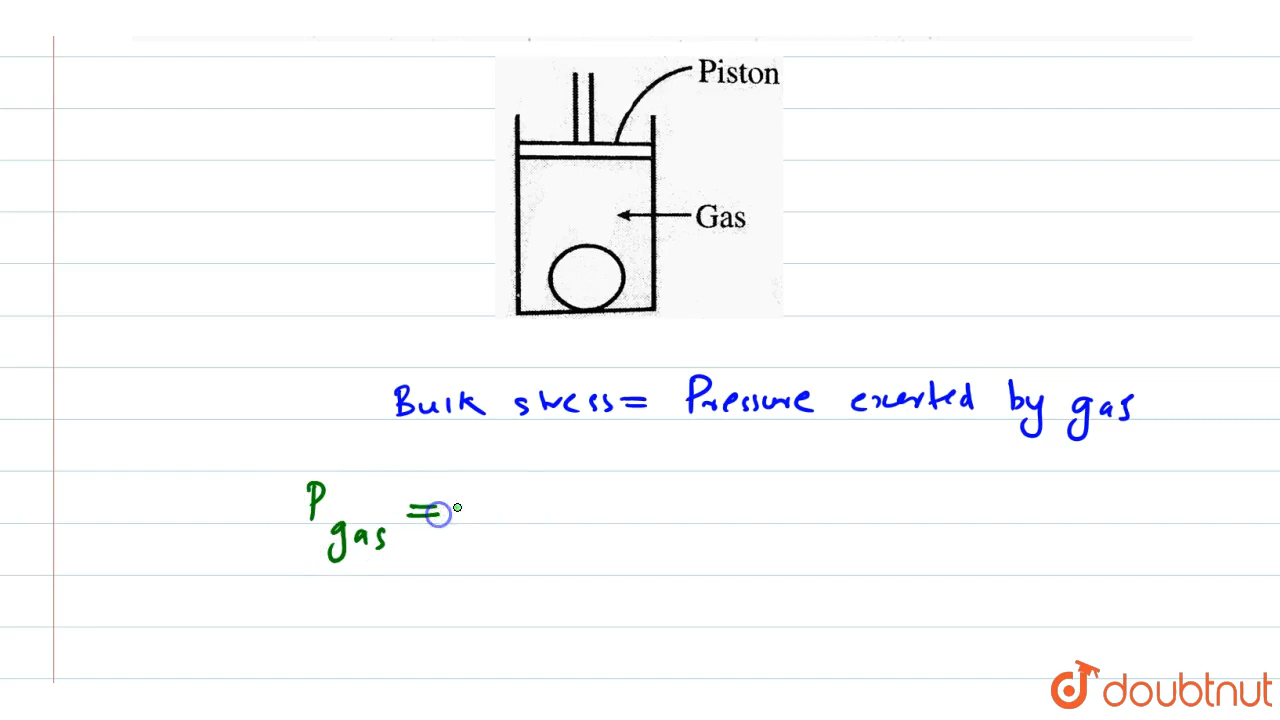 Piston
Gas
Bulk stress = Pressure exerted by gas
P gas =
doubtnut